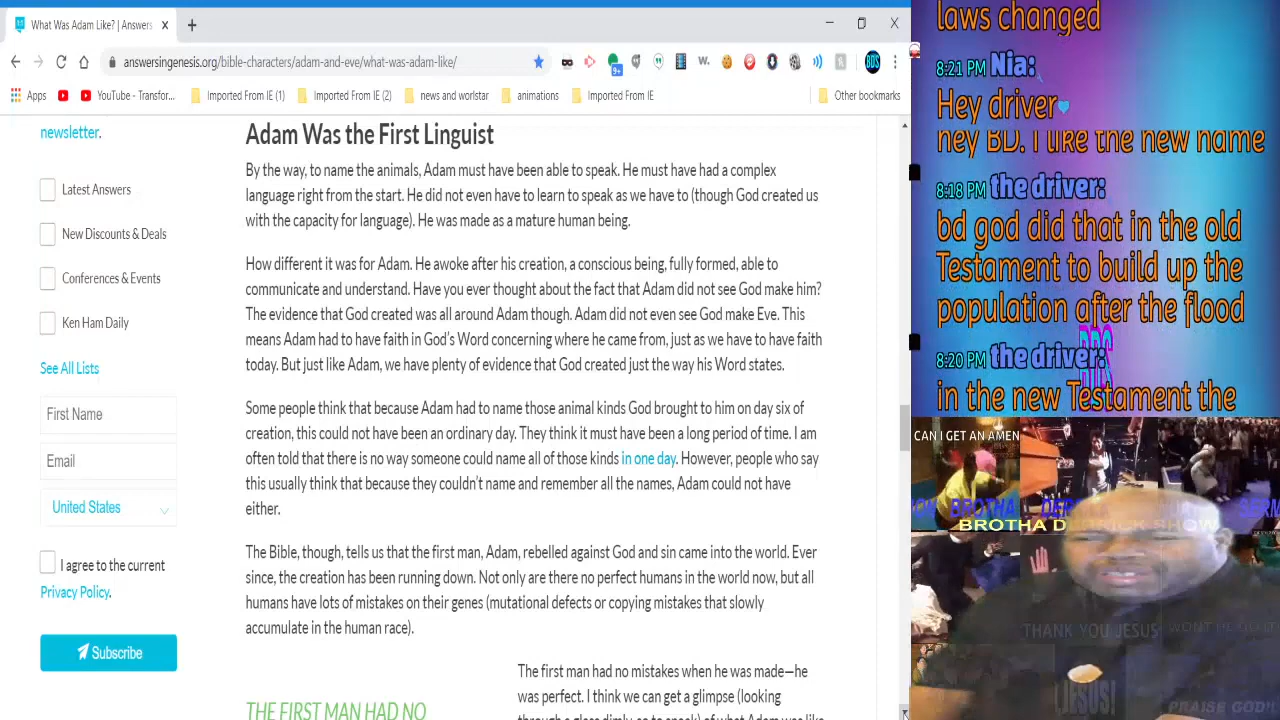 What Was Adam Like? | Answers
answersingenesis.org/bible-characters/adam-and-eve/what-was-adam-like/
9+
W.
BDS
Apps
YouTube - Transfor...
Imported From IE (1)
Imported From IE (2)
news and worlstar
animations
Imported From IE
Other bookmarks
newsletter.
Latest Answers
New Discounts & Deals
Conferences & Events
Ken Ham Daily
See All Lists
First Name
Email
United States
I agree to the current
Privacy Policy.
Subscribe
Adam Was the First Linguist
By the way, to name the animals, Adam must have been able to speak. He must have had a complex
language right from the start. He did not even have to learn to speak as we have to (though God created us
with the capacity for language). He was made as a mature human being.
How different it was for Adam. He awoke after his creation, a conscious being, fully formed, able to
communicate and understand. Have you ever thought about the fact that Adam did not see God make him?
The evidence that God created was all around Adam though. Adam did not even see God make Eve. This
means Adam had to have faith in God's Word concerning where he came from, just as we have to have faith
today. But just like Adam, we have plenty of evidence that God created just the way his Word states.
Some people think that because Adam had to name those animal kinds God brought to him on day six of
creation, this could not have been an ordinary day. They think it must have been a long period of time. I am
often told that there is no way someone could name all of those kinds in one day. However, people who say
this usually think that because they couldn't name and remember all the names, Adam could not have
either.
The Bible, though, tells us that the first man, Adam, rebelled against God and sin came into the world. Ever
since, the creation has been running down. Not only are there no perfect humans in the world now, but all
humans have lots of mistakes on their genes (mutational defects or copying mistakes that slowly
accumulate in the human race).
The first man had no mistakes when he was made—he
was perfect. I think we can get a glimpse (looking
through a glass dimly, so to speak) of what Adam was like
THE FIRST MAN HAD NO
laws changed
8:21 PM Nia:
Hey driver
hey BD. I like the new name
8:18 PM the driver:
bd god did that in the old
Testament to build up the
population after the flood
BDS
8:20 PM the driver:
in the new Testament the
CAN I GET AN AMEN
BROTHA
BROTHA DERRICK SHOW
THANK YOU JESUS
JESUS!
PRAISE GOD!!